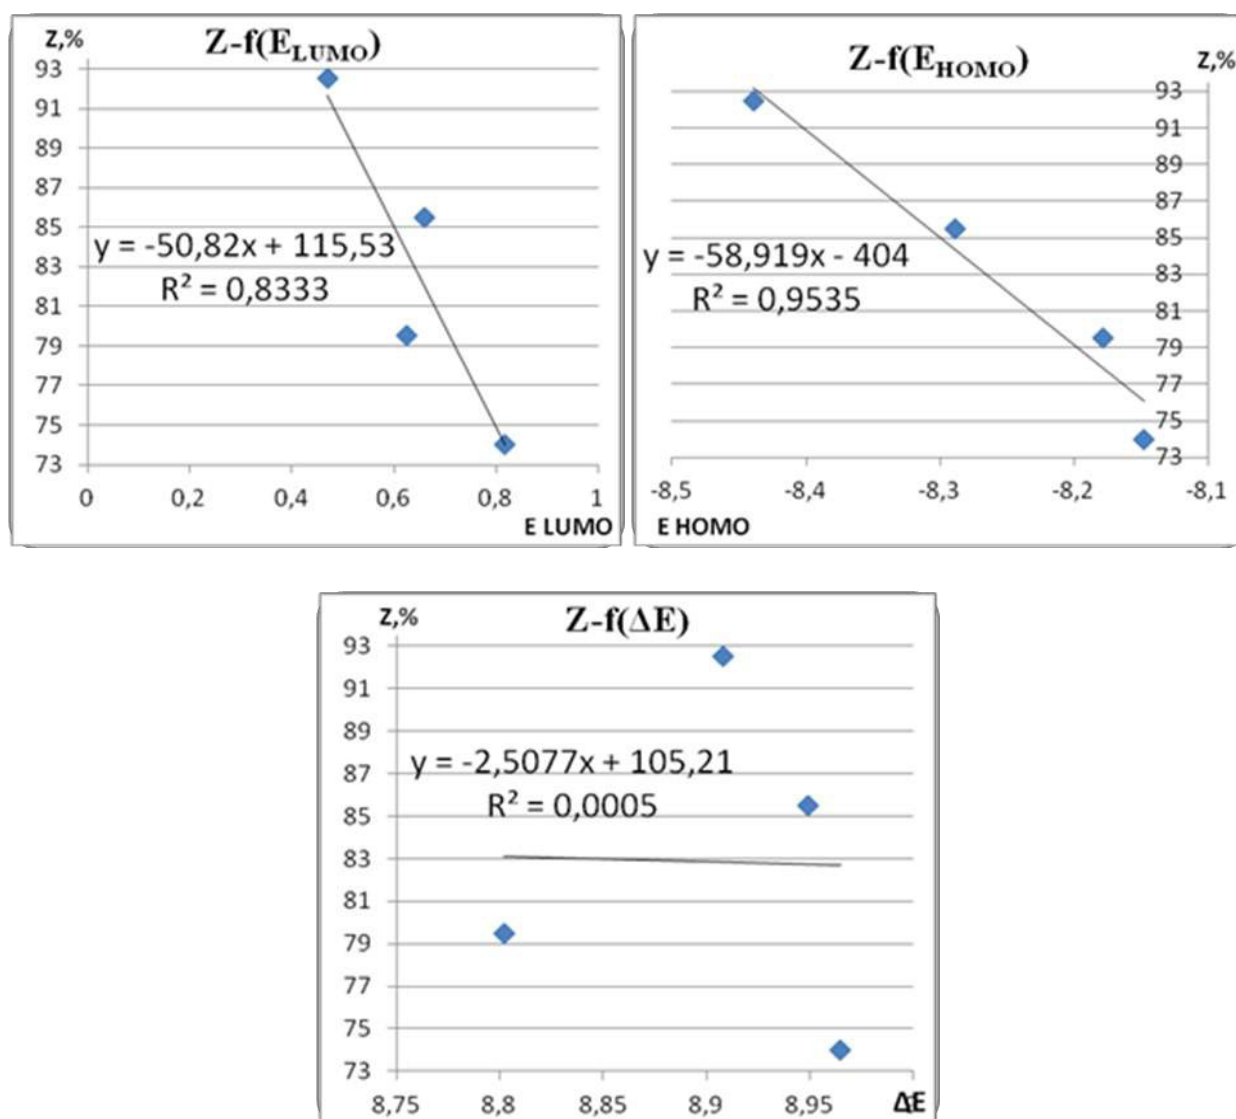 Z,%
Z-f(E_LUMO)
93
91
89
87
85
83
81
79
77
75
73
y = -50,82x + 115,53
R² = 0,8333
0 0,2 0,4 0,6 0,8 1
E LUMO
Z-f(E_HOMO)
Z,%
93
91
89
87
85
83
81
79
77
75
73
y = -58,919x - 404
R² = 0,9535
-8,5 -8,4 -8,3 -8,2 -8,1
E HOMO
Z,%
Z-f(ΔE)
93
91
89
87
85
83
81
79
77
75
73
y = -2,5077x + 105,21
R² = 0,0005
8,75 8,8 8,85 8,9 8,95 ΔE